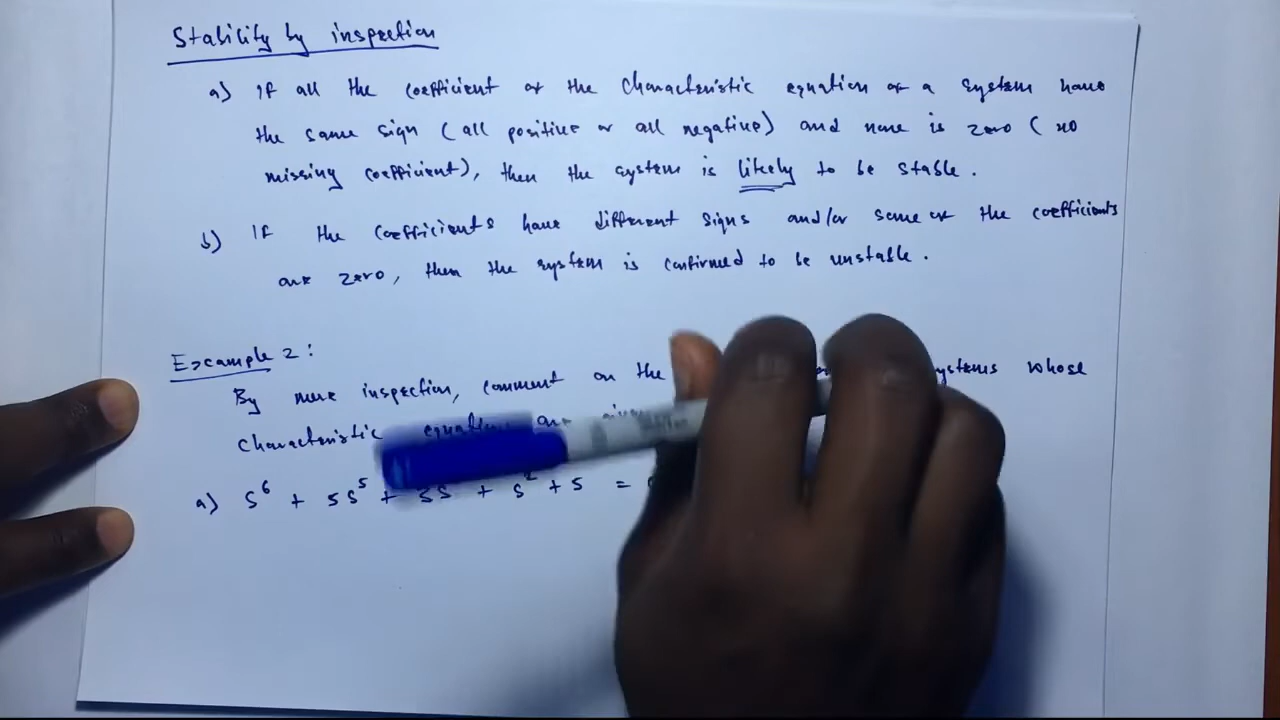 Stability by inspection
a) If all the coefficient of the characteristic equation of a system have
the same sign (all positive or all negative) and none is zero (no
missing coefficient), then the system is likely to be stable.
b) If the coefficients have different signs and/or some of the coefficients
are zero, then the system is confirmed to be unstable.
Example 2:
By mere inspection, comment on the systems whose
characteristic equation are
a) S⁶ + 5S⁵ + + S² + 5 =